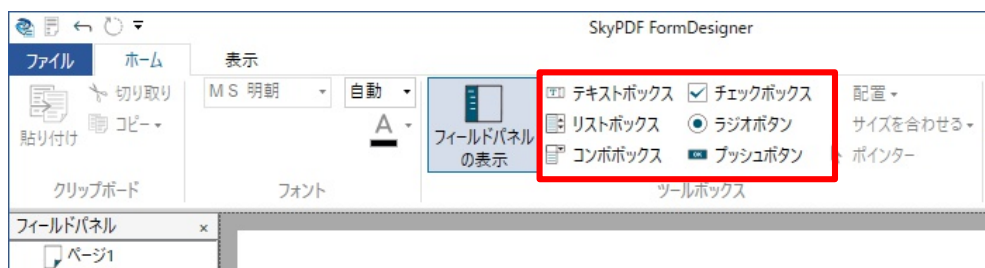 SkyPDF FormDesigner
ファイル ホーム 表示
切り取り
コピー
貼り付け
クリップボード
MS 明朝 自動
A
フォント
フィールドパネル
の表示
テキストボックス チェックボックス
リストボックス ラジオボタン
コンボボックス プッシュボタン
配置
サイズを合わせる
ポインター
ツールボックス
フィールドパネル ×
ページ1